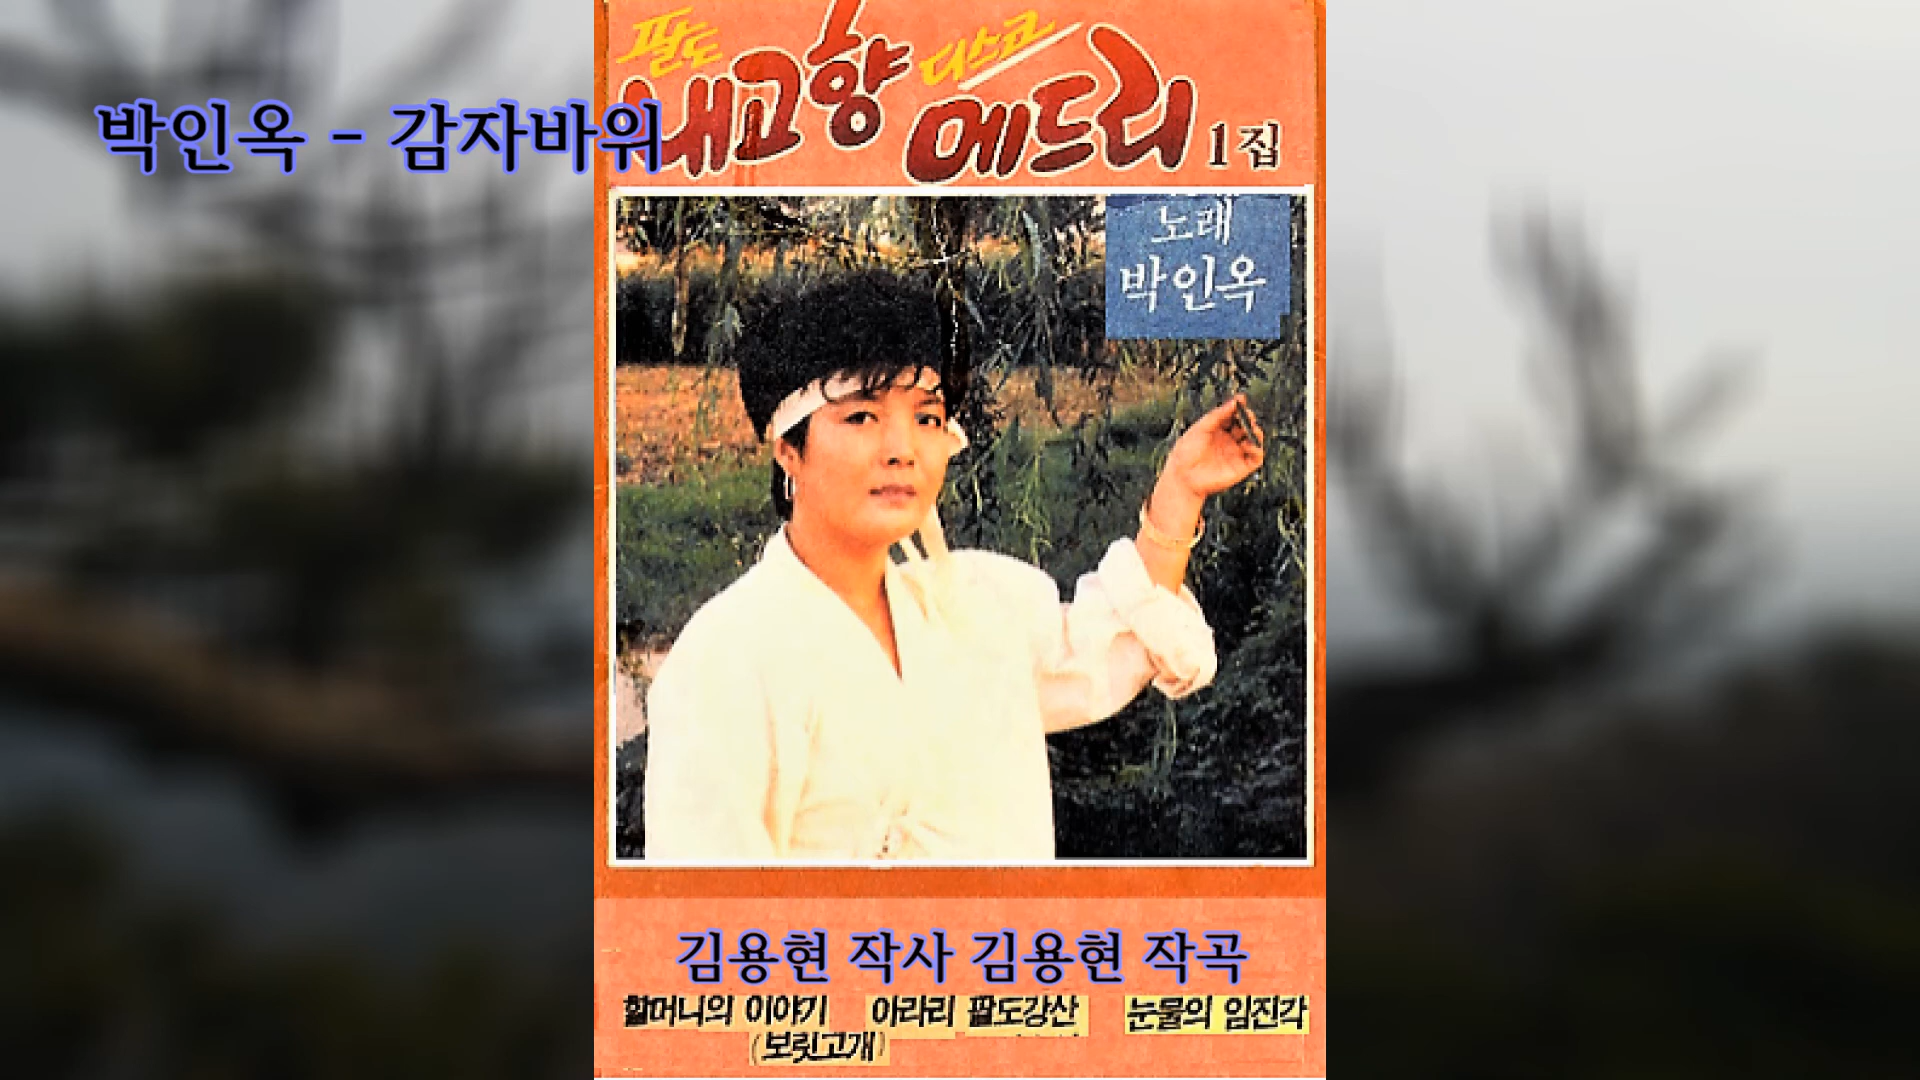 박인옥 - 감자바위
팔도 내고향 디스코 메드리 1집
노래
박인옥
김용현 작사 김용현 작곡
할머니의 이야기 아라리 팔도강산 눈물의 임진각
(보릿고개)